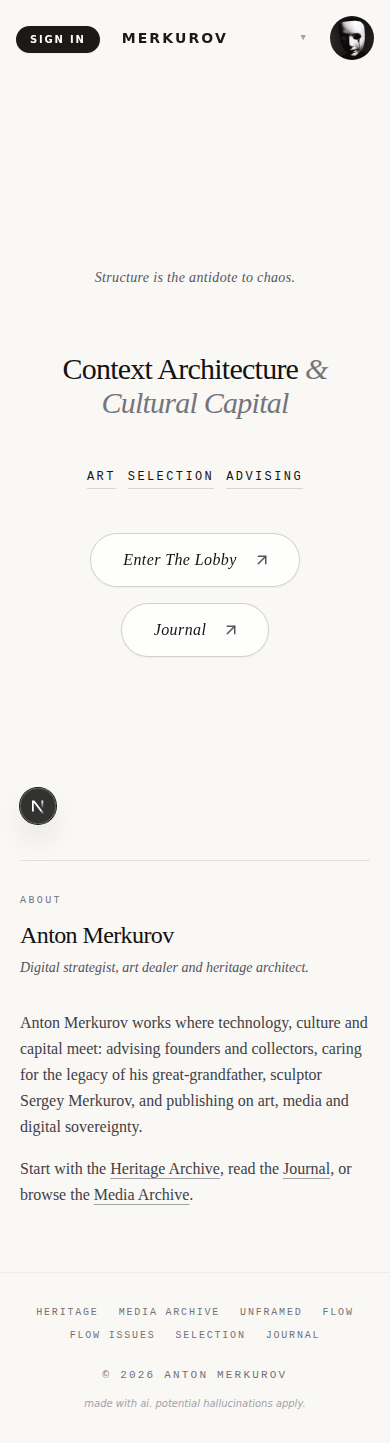 SIGN IN MERKUROV ▾
Structure is the antidote to chaos.
Context Architecture &
Cultural Capital
ART SELECTION ADVISING
Enter The Lobby
Journal
N
ABOUT
Anton Merkurov
Digital strategist, art dealer and heritage architect.
Anton Merkurov works where technology, culture and
capital meet: advising founders and collectors, caring
for the legacy of his great-grandfather, sculptor
Sergey Merkurov, and publishing on art, media and
digital sovereignty.
Start with the Heritage Archive, read the Journal, or
browse the Media Archive.
HERITAGE MEDIA ARCHIVE UNFRAMED FLOW
FLOW ISSUES SELECTION JOURNAL
© 2026 ANTON MERKUROV
made with ai. potential hallucinations apply.